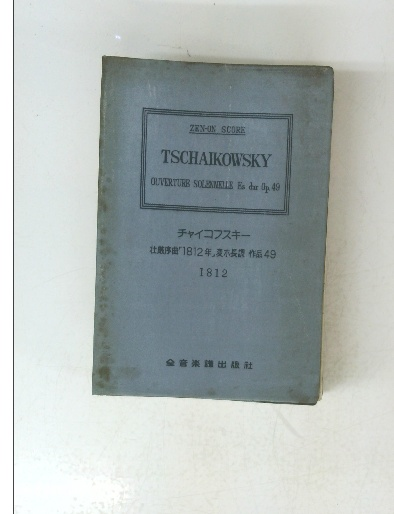 ZEN-ON SCORE
TSCHAIKOWSKY
OUVERTURE SOLENNELLE Es dur Op.49
チャイコフスキー
壮厳序曲「1812年」変ホ長調 作品49
1812
全音楽譜出版社